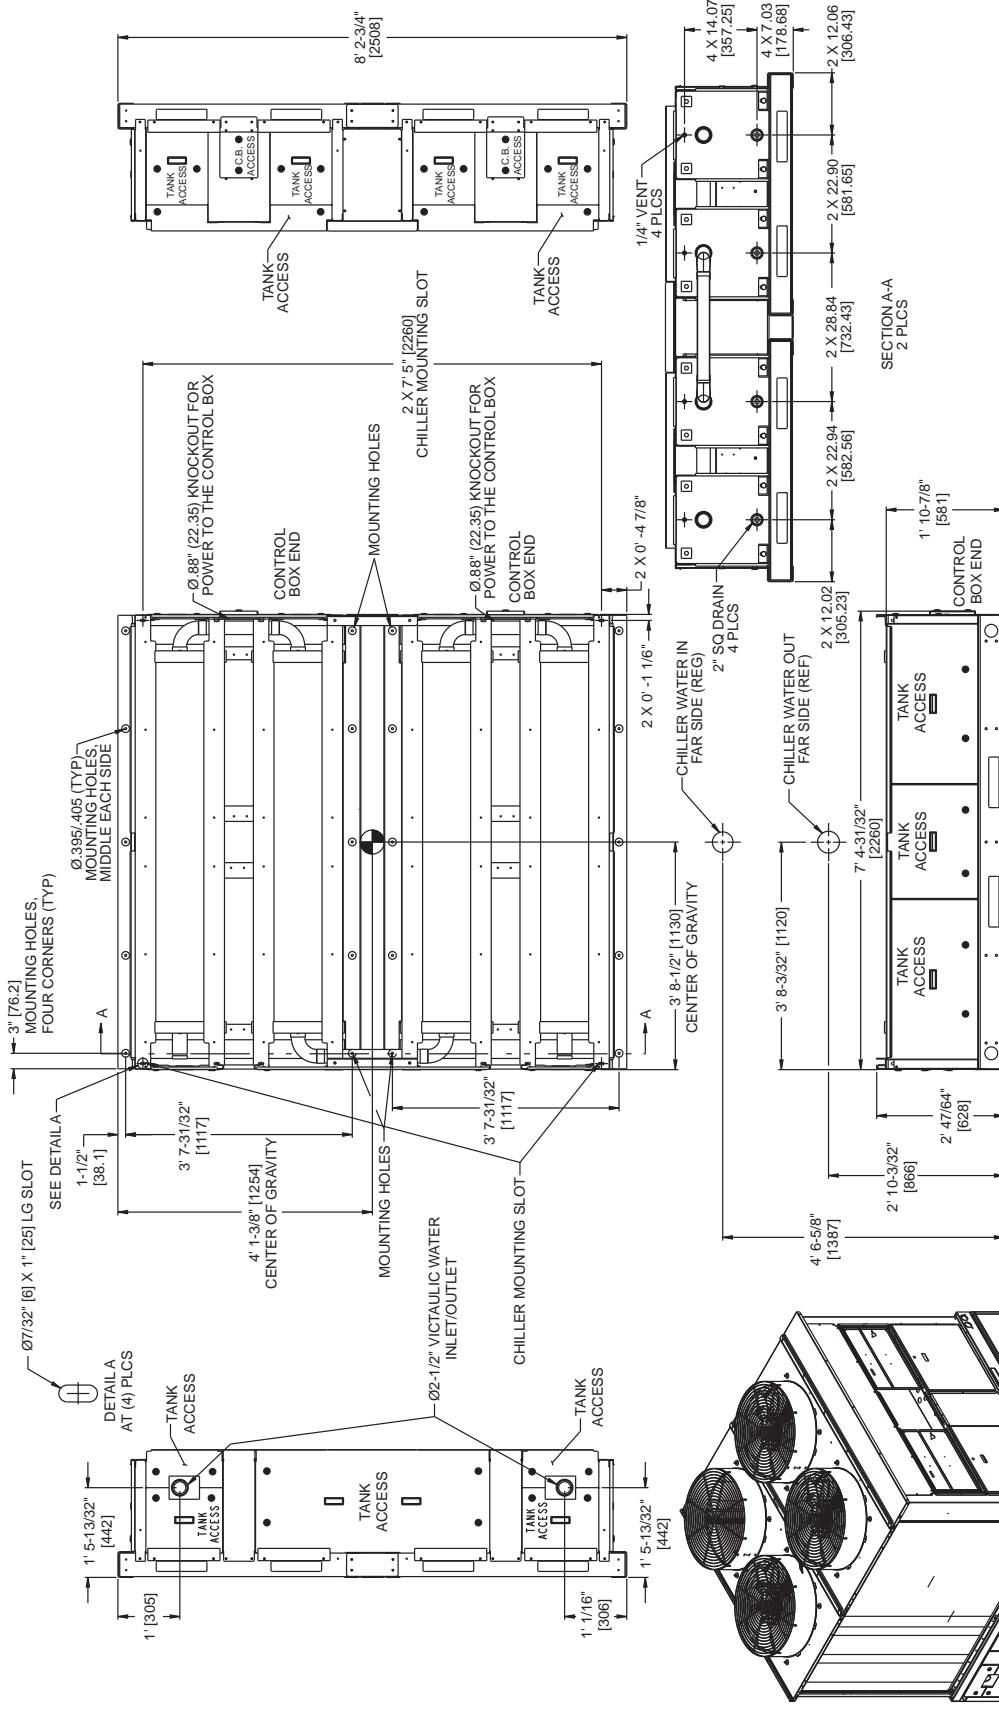 8' 2-3/4"
[2508]
TANK
ACCESS
C.B.
ACCESS
TANK
ACCESS
TANK
ACCESS
C.B.
ACCESS
TANK
ACCESS
TANK
ACCESS
TANK
ACCESS
4 X 14.07
[357.25]
4 X 7.03
[178.68]
2 X 12.06
[306.43]
1/4" VENT
4 PLCS
2 X 22.90
[581.65]
2 X 28.84
[732.43]
2 X 22.94
[582.56]
2 X 12.02
[305.23]
2" SQ DRAIN
4 PLCS
SECTION A-A
2 PLCS
2 X 7' 5" [2260]
CHILLER MOUNTING SLOT
Ø.88" (22.35) KNOCKOUT FOR
POWER TO THE CONTROL BOX
CONTROL
BOX END
MOUNTING HOLES
Ø.88" (22.35) KNOCKOUT FOR
POWER TO THE CONTROL BOX
CONTROL
BOX END
2 X 0' -4 7/8"
2 X 0' -1 1/6"
Ø.395/.405 (TYP)
MOUNTING HOLES,
MIDDLE EACH SIDE
3" [76.2]
MOUNTING HOLES,
FOUR CORNERS (TYP)
A
A
SEE DETAIL A
1-1/2"
[38.1]
3' 7-31/32"
[1117]
3' 7-31/32"
[1117]
4' 1-3/8" [1254]
CENTER OF GRAVITY
MOUNTING HOLES
CHILLER MOUNTING SLOT
3' 8-1/2" [1130]
CENTER OF GRAVITY
CHILLER WATER IN
FAR SIDE (REG)
CHILLER WATER OUT
FAR SIDE (REF)
3' 8-3/32" [1120]
7' 4-31/32"
[2260]
1' 10-7/8"
[581]
CONTROL
BOX END
TANK
ACCESS
TANK
ACCESS
TANK
ACCESS
2' 47/64"
[628]
2' 10-3/32"
[866]
4' 6-5/8"
[1387]
Ø7/32" [6] X 1" [25] LG SLOT
DETAIL A
AT (4) PLCS
TANK
ACCESS
Ø2-1/2" VICTAULIC WATER
INLET/OUTLET
TANK
ACCESS
TANK
ACCESS
TANK
ACCESS
TANK
ACCESS
1' 5-13/32"
[442]
1' 5-13/32"
[442]
1' [305]
1' 1/16"
[306]